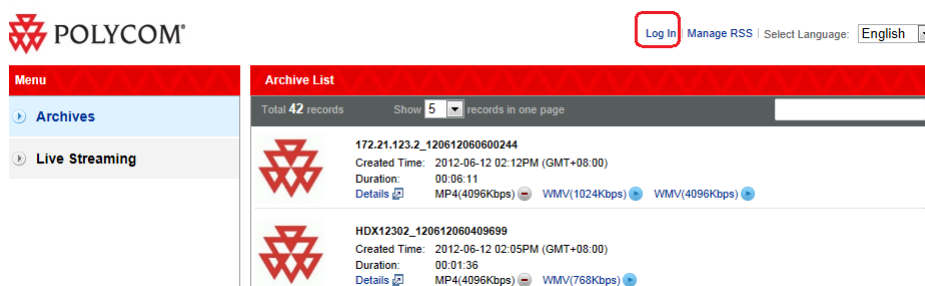 POLYCOM®
Log In | Manage RSS | Select Language: English
Menu
Archive List
Archives
Live Streaming
Total 42 records Show 5 records in one page
172.21.123.2_120612060600244
Created Time: 2012-06-12 02:12PM (GMT+08:00)
Duration: 00:06:11
Details MP4(4096Kbps) WMV(1024Kbps) WMV(4096Kbps)
HDX12302_120612060409699
Created Time: 2012-06-12 02:05PM (GMT+08:00)
Duration: 00:01:36
Details MP4(4096Kbps) WMV(768Kbps)